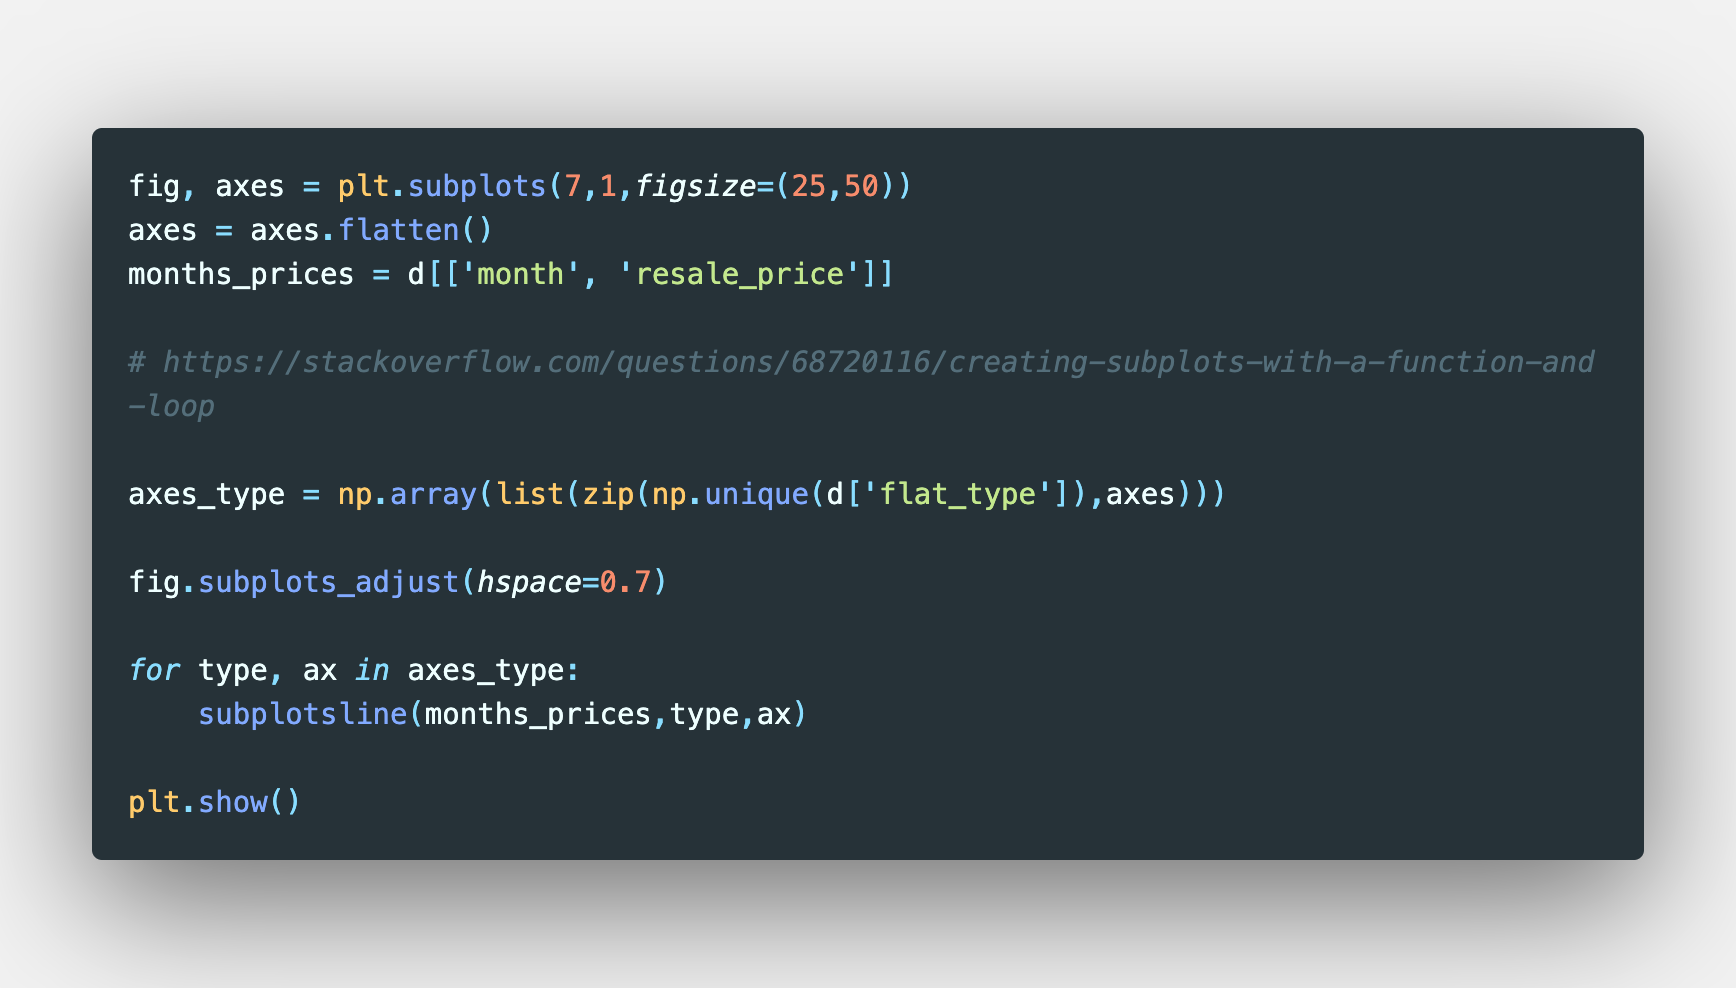 fig, axes = plt.subplots(7,1,figsize=(25,50))
axes = axes.flatten()
months_prices = d[['month', 'resale_price']]
# https://stackoverflow.com/questions/68720116/creating-subplots-with-a-function-and
-loop
axes_type = np.array(list(zip(np.unique(d['flat_type']),axes)))
fig.subplots_adjust(hspace=0.7)
for type, ax in axes_type:
    subplotsline(months_prices,type,ax)
plt.show()